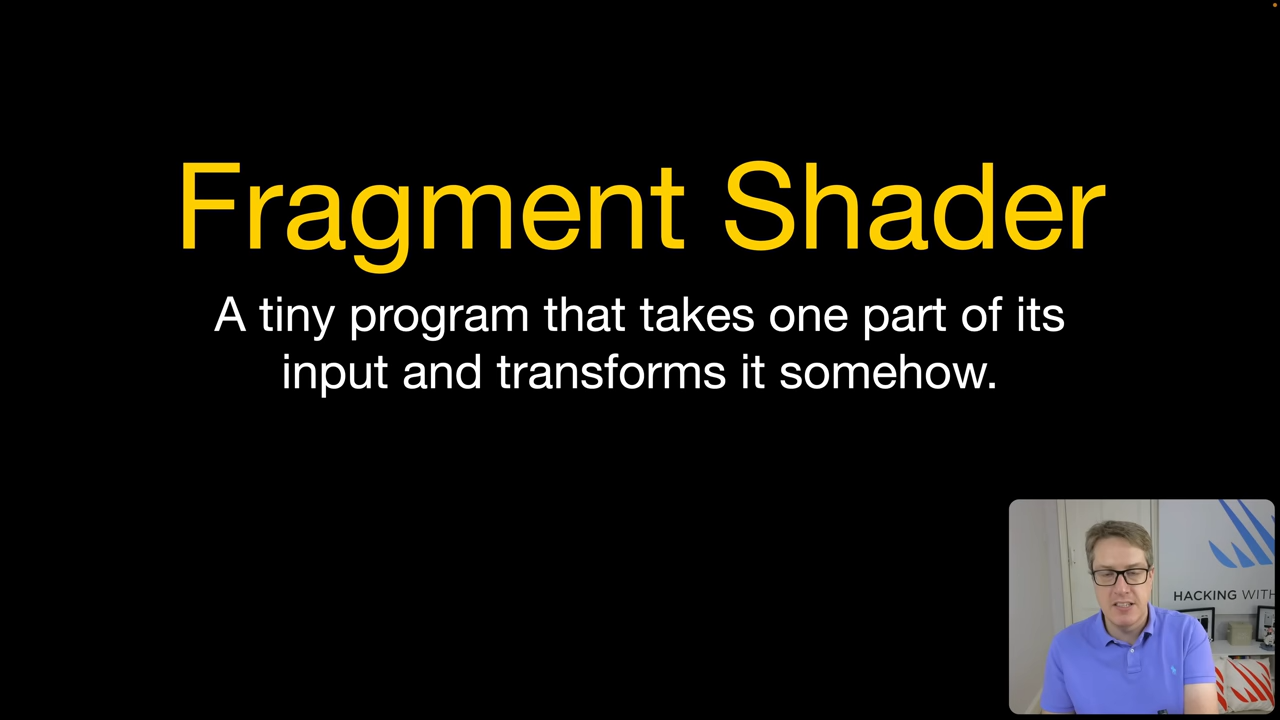 Fragment Shader
A tiny program that takes one part of its
input and transforms it somehow.
HACKING WITH